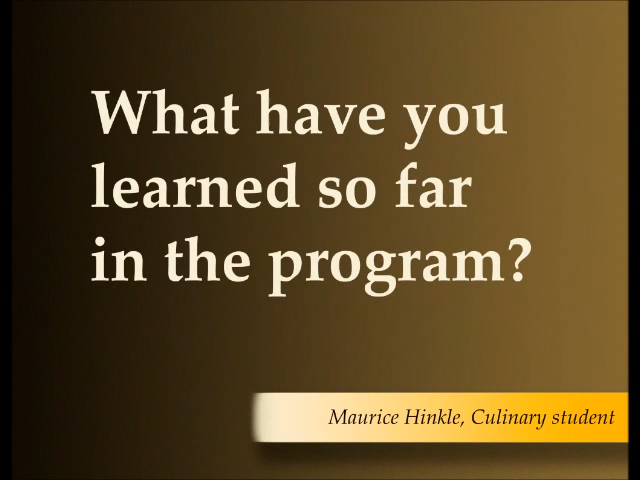 What have you
learned so far
in the program?
Maurice Hinkle, Culinary student